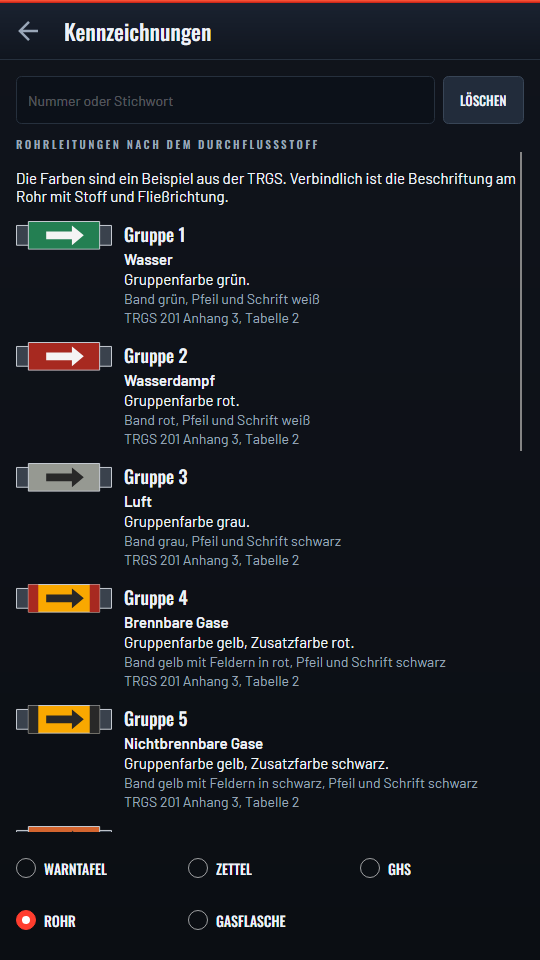 Kennzeichnungen
Nummer oder Stichwort
LÖSCHEN
ROHRLEITUNGEN NACH DEM DURCHFLUSSSTOFF
Die Farben sind ein Beispiel aus der TRGS. Verbindlich ist die Beschriftung am
Rohr mit Stoff und Fließrichtung.
Gruppe 1
Wasser
Gruppenfarbe grün.
Band grün, Pfeil und Schrift weiß
TRGS 201 Anhang 3, Tabelle 2
Gruppe 2
Wasserdampf
Gruppenfarbe rot.
Band rot, Pfeil und Schrift weiß
TRGS 201 Anhang 3, Tabelle 2
Gruppe 3
Luft
Gruppenfarbe grau.
Band grau, Pfeil und Schrift schwarz
TRGS 201 Anhang 3, Tabelle 2
Gruppe 4
Brennbare Gase
Gruppenfarbe gelb, Zusatzfarbe rot.
Band gelb mit Feldern in rot, Pfeil und Schrift schwarz
TRGS 201 Anhang 3, Tabelle 2
Gruppe 5
Nichtbrennbare Gase
Gruppenfarbe gelb, Zusatzfarbe schwarz.
Band gelb mit Feldern in schwarz, Pfeil und Schrift schwarz
TRGS 201 Anhang 3, Tabelle 2
WARNTAFEL
ZETTEL
GHS
ROHR
GASFLASCHE